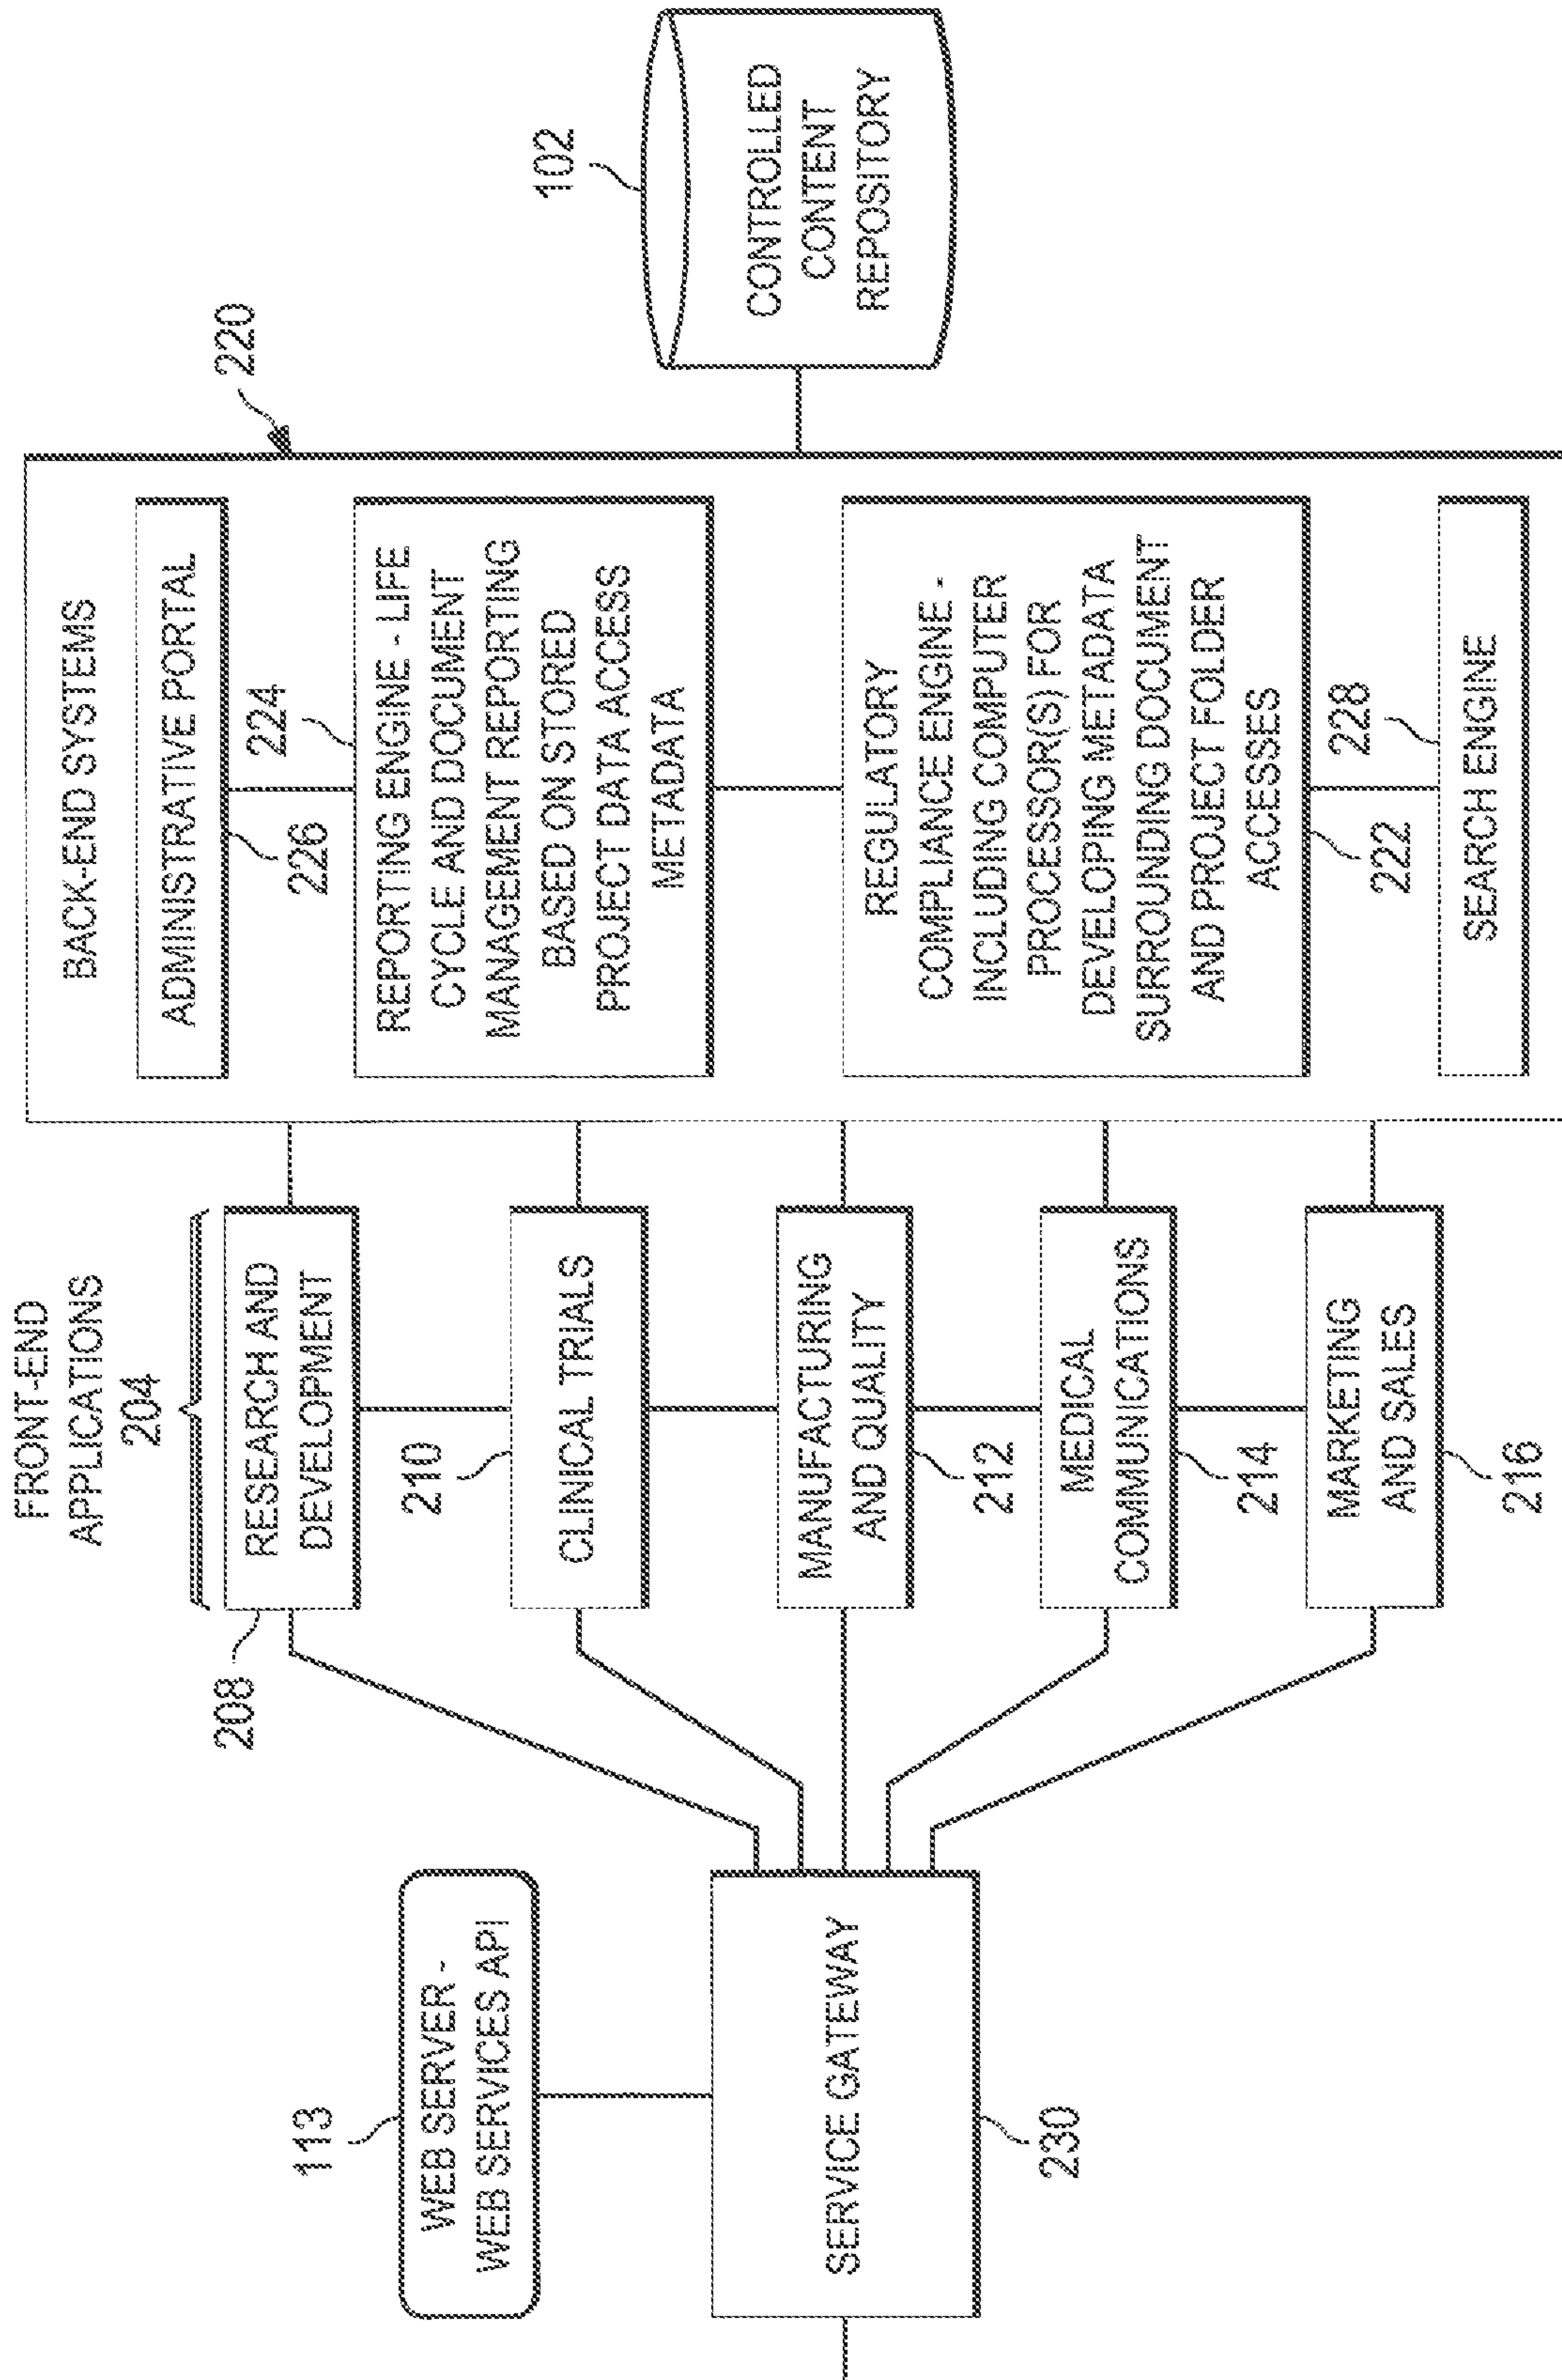 113
WEB SERVER -
WEB SERVICES API
SERVICE GATEWAY
230
FRONT-END
APPLICATIONS
204
208
RESEARCH AND
DEVELOPMENT
210
CLINICAL TRIALS
MANUFACTURING
AND QUALITY
212
MEDICAL
COMMUNICATIONS
214
MARKETING
AND SALES
216
220
BACK-END SYSTEMS
ADMINISTRATIVE PORTAL
226
224
REPORTING ENGINE - LIFE
CYCLE AND DOCUMENT
MANAGEMENT REPORTING
BASED ON STORED
PROJECT DATA ACCESS
METADATA
REGULATORY
COMPLIANCE ENGINE -
INCLUDING COMPUTER
PROCESSOR(S) FOR
DEVELOPING METADATA
SURROUNDING DOCUMENT
AND PROJECT FOLDER
ACCESSES
222
228
SEARCH ENGINE
102
CONTROLLED
CONTENT
REPOSITORY